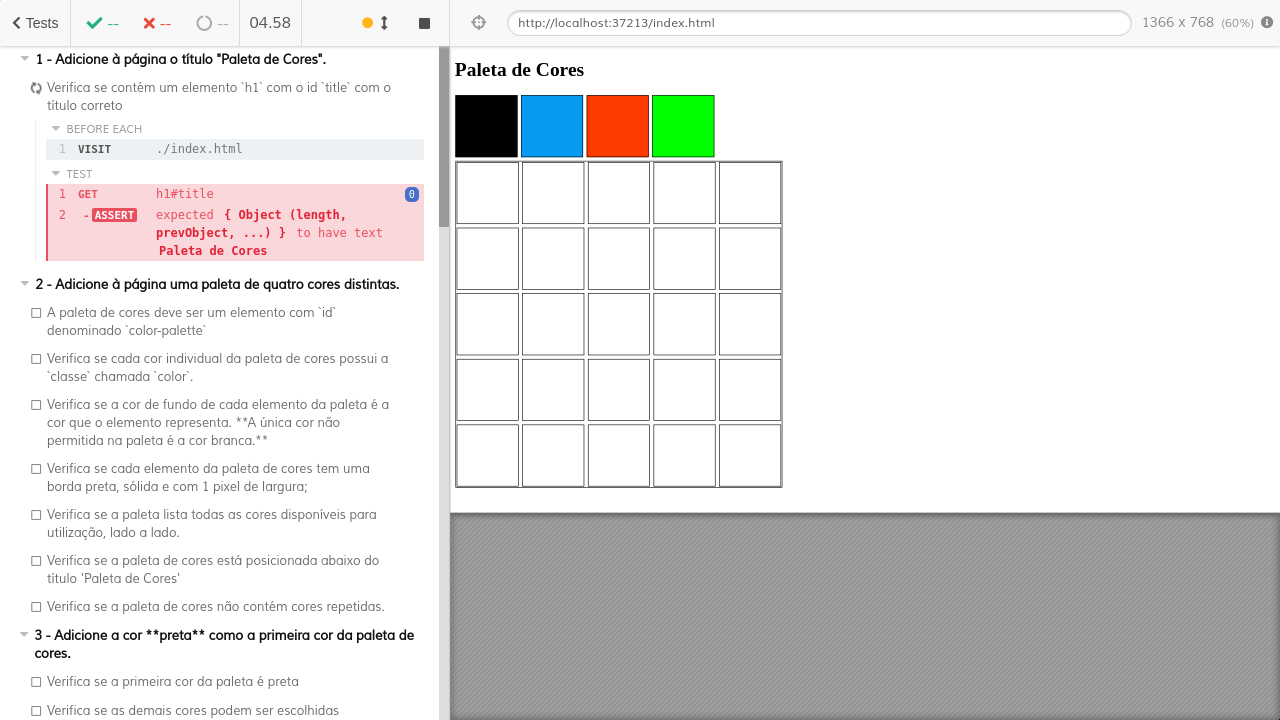 Tests
--
--
--
04.58
http://localhost:37213/index.html
1366 x 768 (60%)
1 - Adicione à página o título "Paleta de Cores".
Verifica se contém um elemento `h1` com o id `title` com o
título correto
BEFORE EACH
1 VISIT ./index.html
TEST
1 GET h1#title 0
2 -ASSERT expected { Object (length,
prevObject, ...) } to have text
Paleta de Cores
2 - Adicione à página uma paleta de quatro cores distintas.
A paleta de cores deve ser um elemento com `id`
denominado `color-palette`
Verifica se cada cor individual da paleta de cores possui a
`classe` chamada `color`.
Verifica se a cor de fundo de cada elemento da paleta é a
cor que o elemento representa. **A única cor não
permitida na paleta é a cor branca.**
Verifica se cada elemento da paleta de cores tem uma
borda preta, sólida e com 1 pixel de largura;
Verifica se a paleta lista todas as cores disponíveis para
utilização, lado a lado.
Verifica se a paleta de cores está posicionada abaixo do
título 'Paleta de Cores'
Verifica se a paleta de cores não contém cores repetidas.
3 - Adicione a cor **preta** como a primeira cor da paleta de
cores.
Verifica se a primeira cor da paleta é preta
Verifica se as demais cores podem ser escolhidas
Paleta de Cores